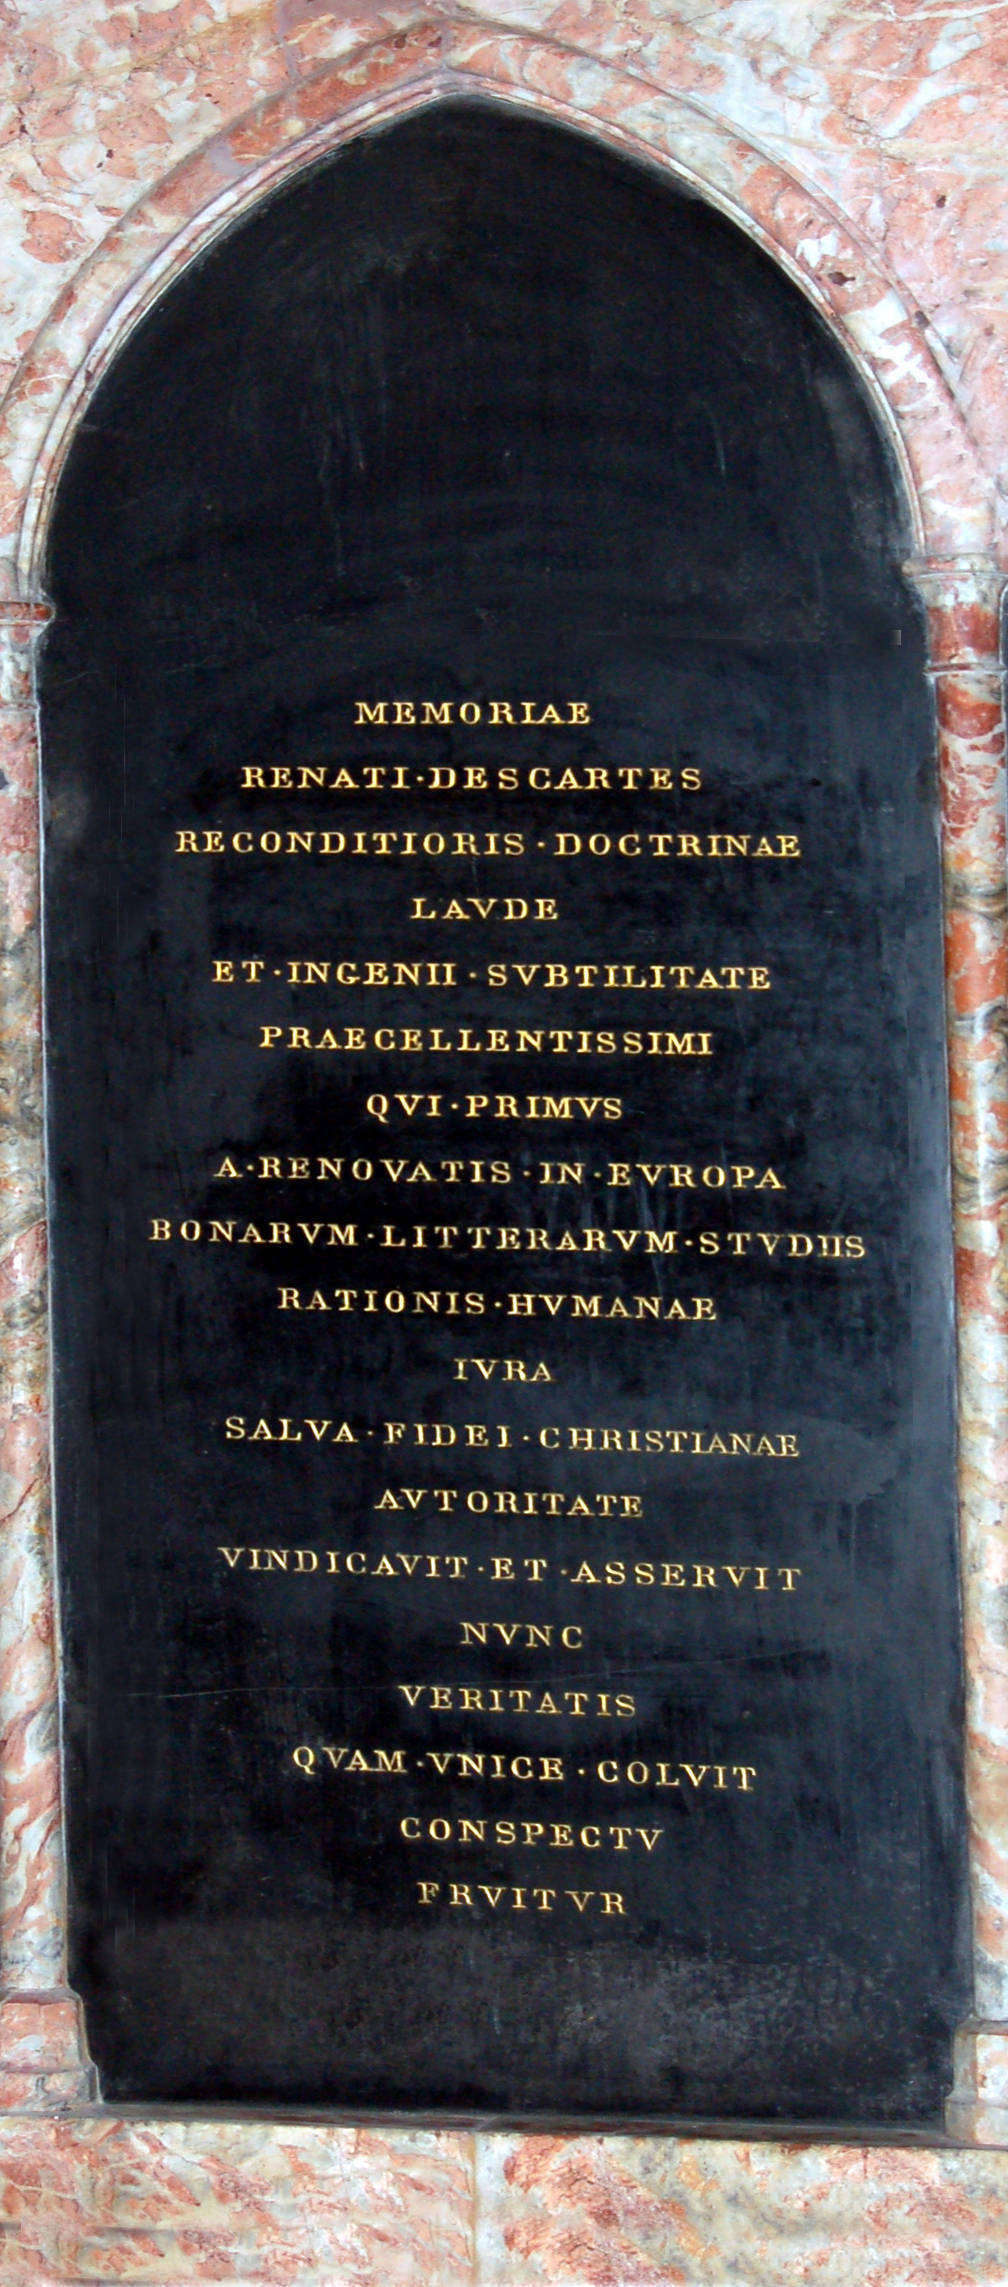 MEMORIAE
RENATI·DESCARTES
RECONDITIORIS·DOCTRINAE
LAVDE
ET·INGENII·SVBTILITATE
PRAECELLENTISSIMI
QVI·PRIMVS
A·RENOVATIS·IN·EVROPA
BONARVM·LITTERARVM·STVDIIS
RATIONIS·HVMANAE
IVRA
SALVA·FIDEI·CHRISTIANAE
AVTORITATE
VINDICAVIT·ET·ASSERVIT
NVNC
VERITATIS
QVAM·VNICE·COLVIT
CONSPECTV
FRVITVR